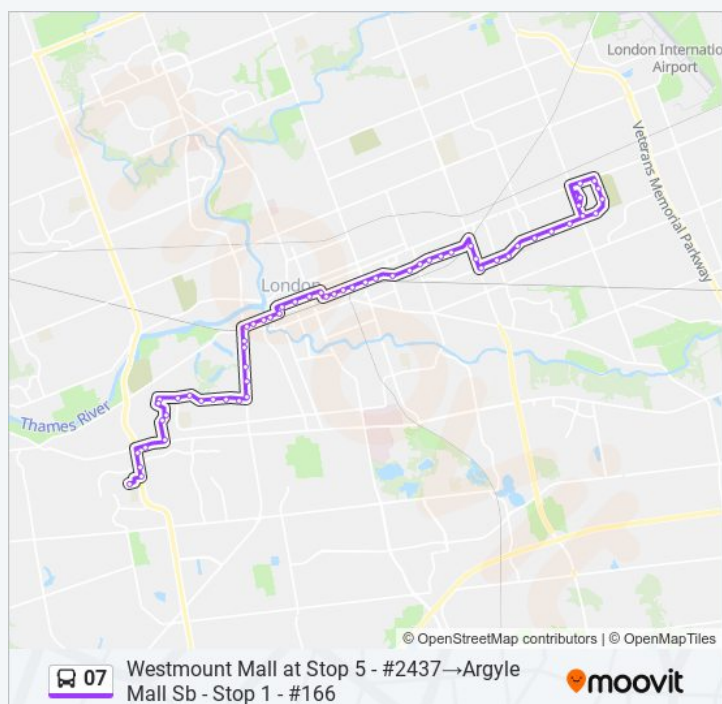 London Internatio
Airport
Veterans Memorial Parkway
London
Thames River
© OpenStreetMap contributors | © OpenMapTiles
07
Westmount Mall at Stop 5 - #2437→Argyle
Mall Sb - Stop 1 - #166
moovit